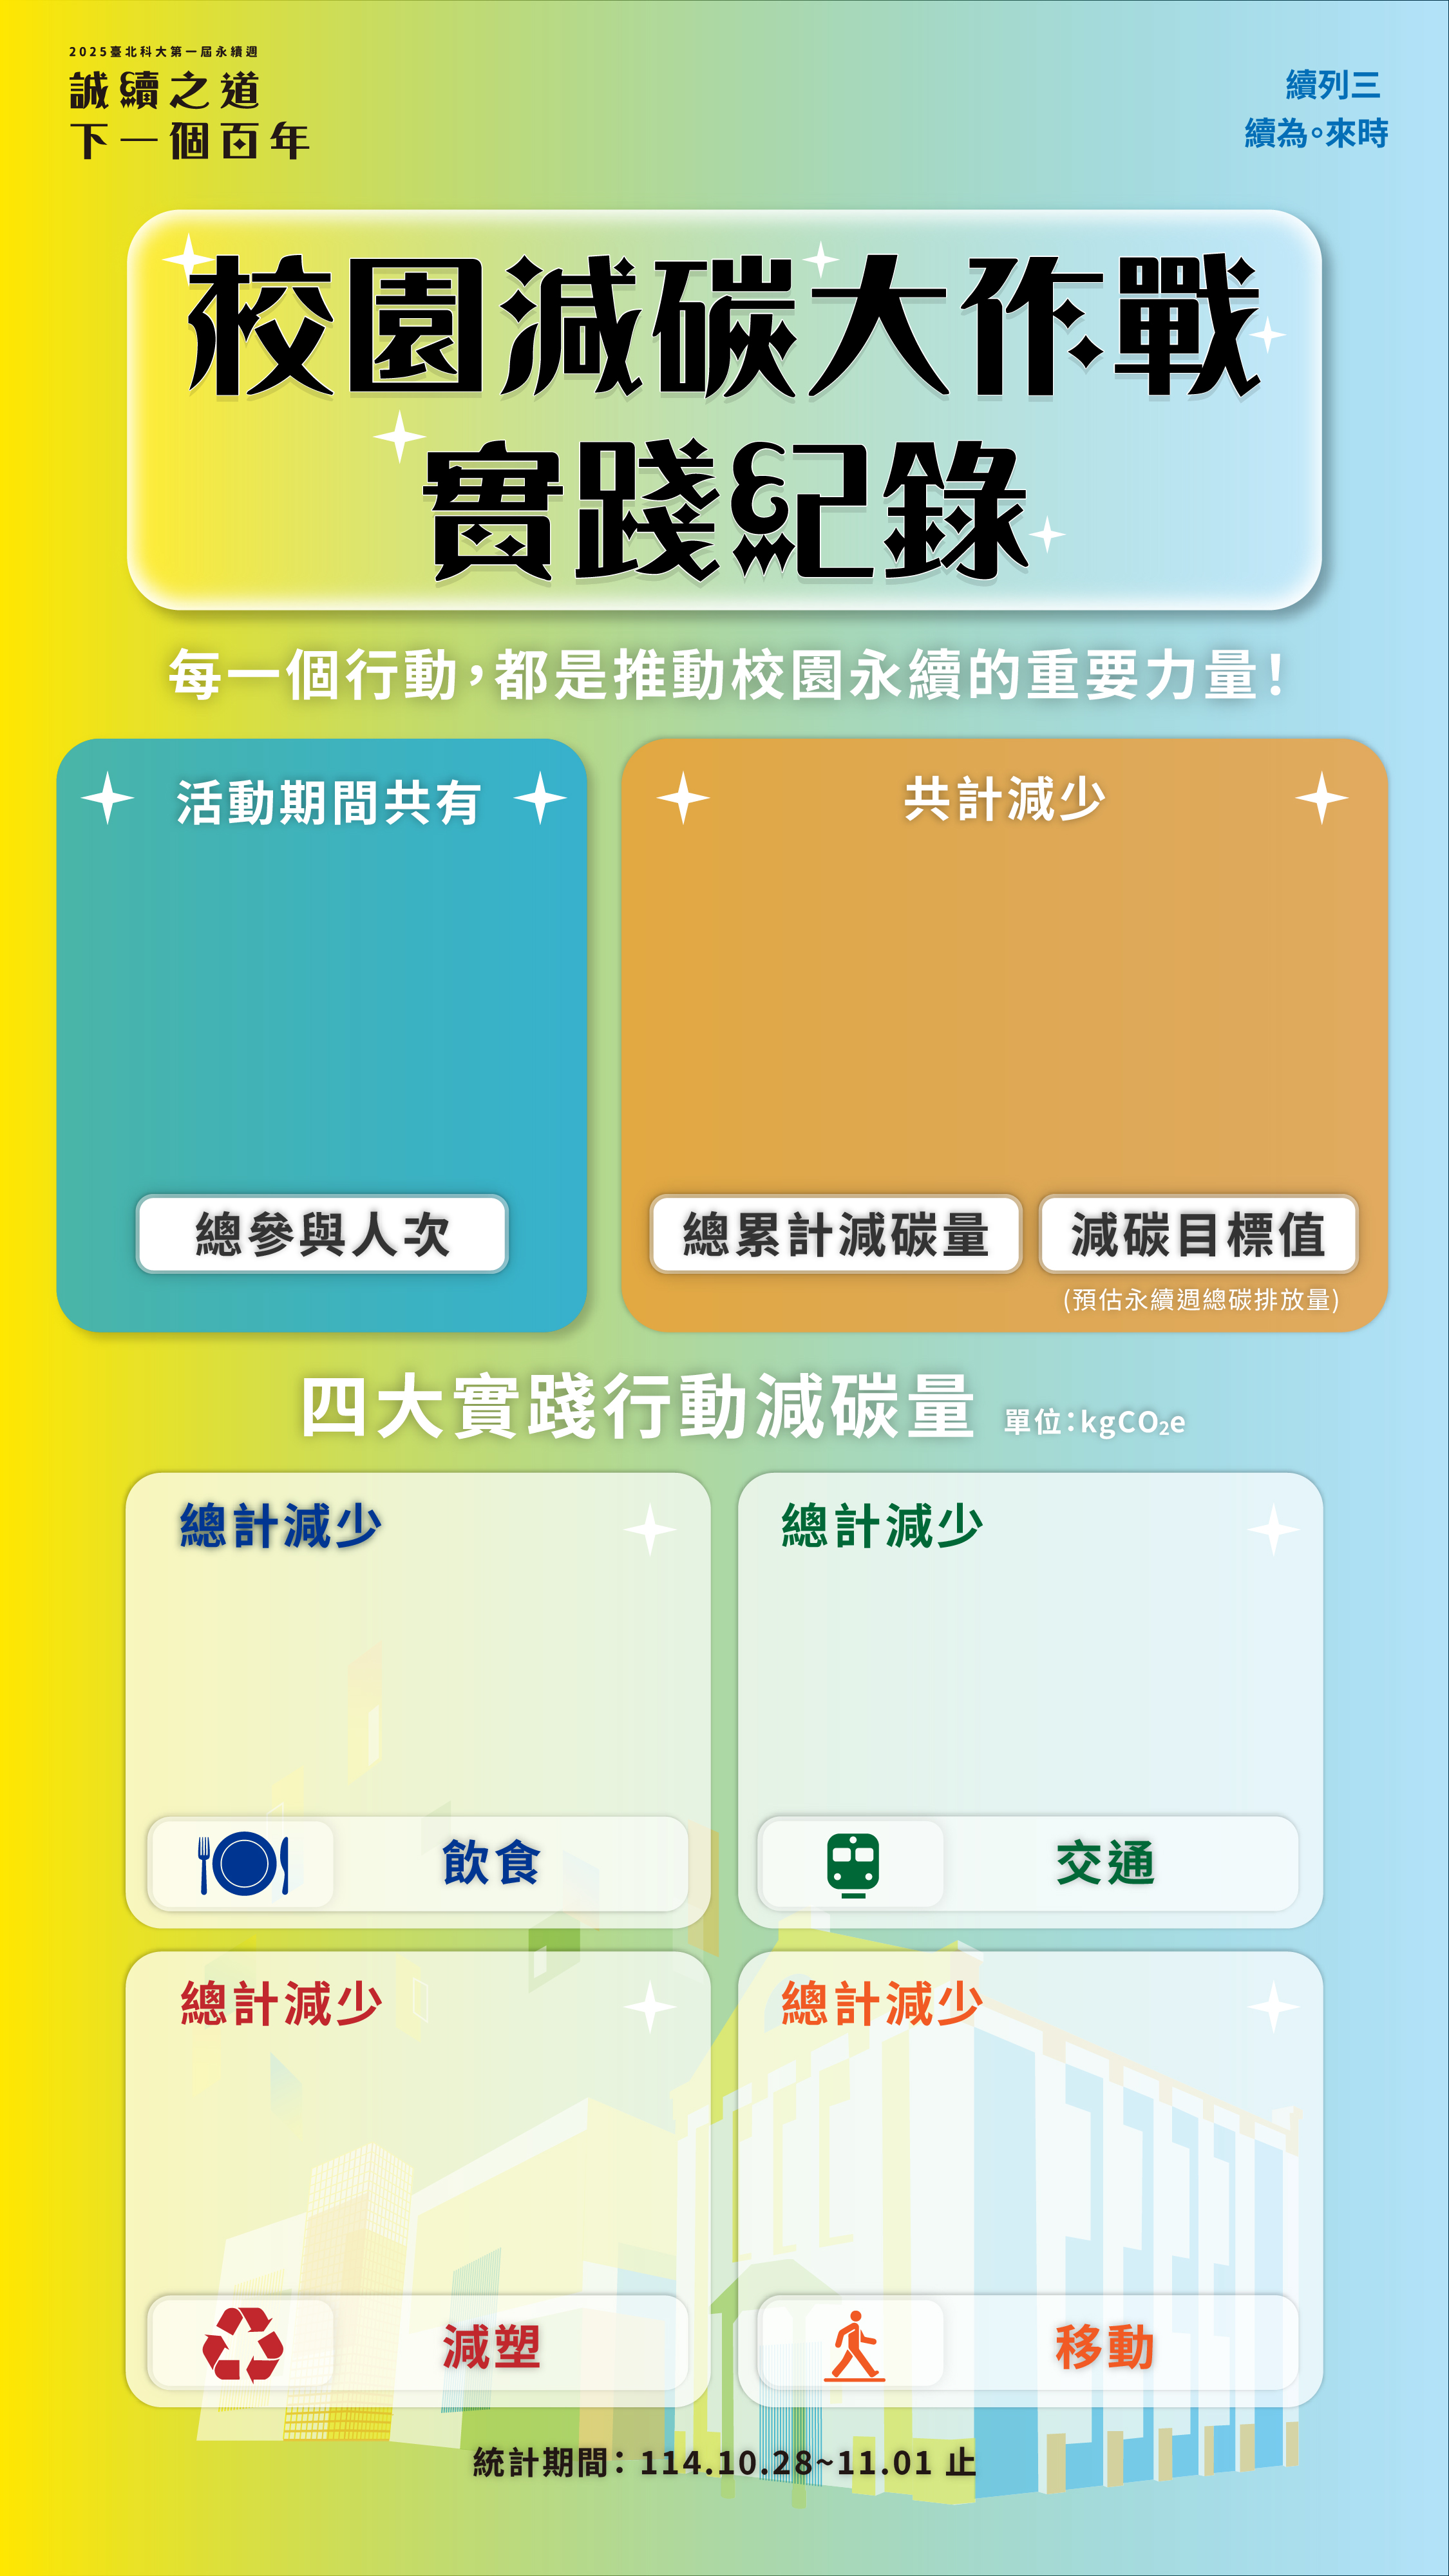 2025臺北科大第一屆永續週
誠續之道
下一個百年
續列三
續為。來時
校園減碳大作戰
實踐紀錄
每一個行動，都是推動校園永續的重要力量！
活動期間共有
共計減少
總參與人次
總累計減碳量
減碳目標值
(預估永續週總碳排放量)
四大實踐行動減碳量 單位：kgCO₂e
總計減少
總計減少
飲食
交通
總計減少
總計減少
減塑
移動
統計期間：114.10.28~11.01 止